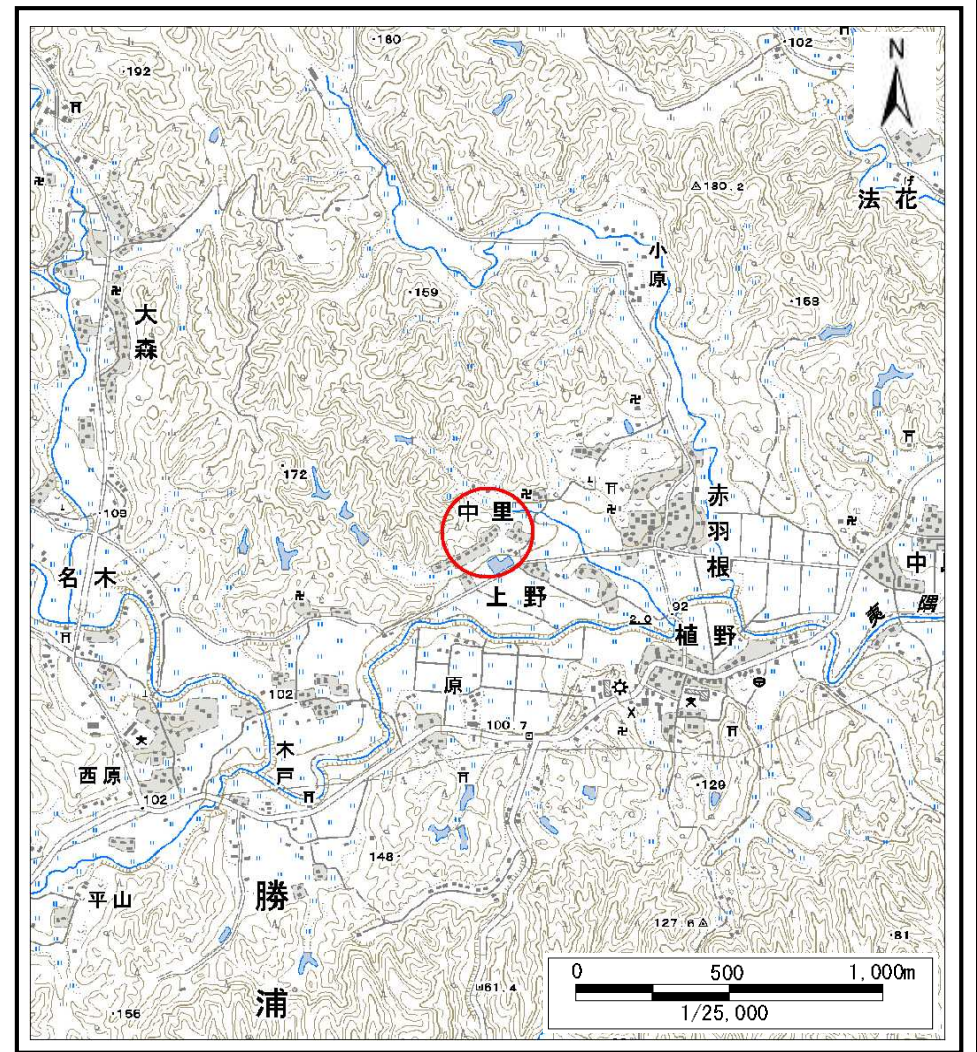 N
・180
・102
・192
△180.2
法花
小原
・159
・153
大森
・172
中里
赤羽根
・109
名木
上野
中
夷隅
92
2.0
植野
原
102
100.7
木戸
西原
・129
102
148・
勝浦
平山
127.6△
・81
61.4
・156
0 500 1,000m
1/25,000